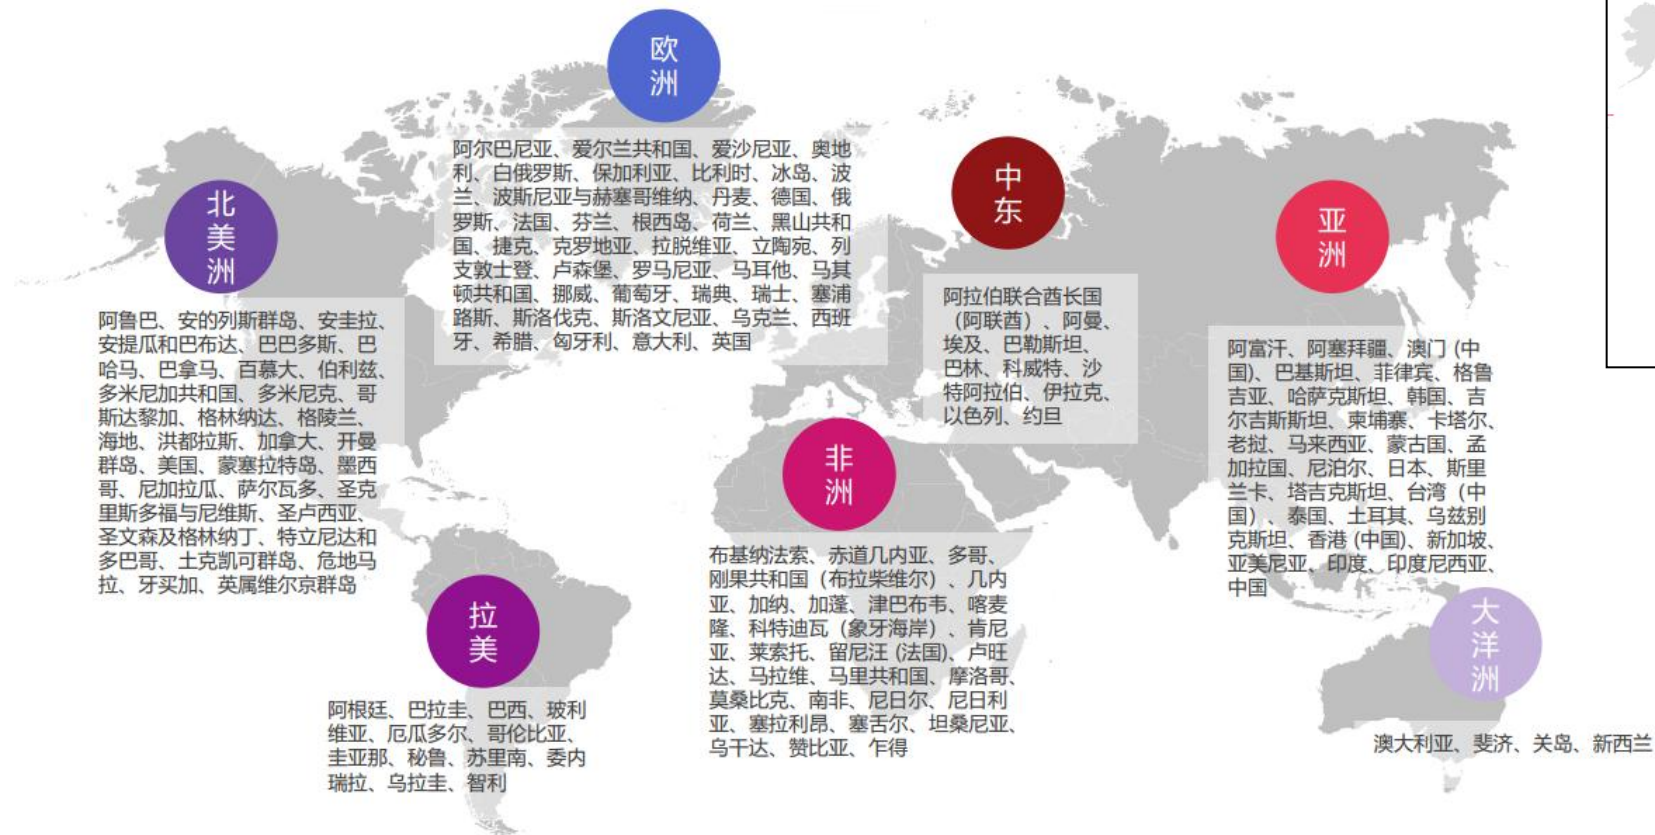 欧洲
阿尔巴尼亚、爱尔兰共和国、爱沙尼亚、奥地
利、白俄罗斯、保加利亚、比利时、冰岛、波
兰、波斯尼亚与赫塞哥维纳、丹麦、德国、俄
罗斯、法国、芬兰、根西岛、荷兰、黑山共和
国、捷克、克罗地亚、拉脱维亚、立陶宛、列
支敦士登、卢森堡、罗马尼亚、马耳他、马其
顿共和国、挪威、葡萄牙、瑞典、瑞士、塞浦
路斯、斯洛伐克、斯洛文尼亚、乌克兰、西班
牙、希腊、匈牙利、意大利、英国
中东
阿拉伯联合酋长国
（阿联酋）、阿曼、
埃及、巴勒斯坦、
巴林、科威特、沙
特阿拉伯、伊拉克、
以色列、约旦
北美洲
阿鲁巴、安的列斯群岛、安圭拉、
安提瓜和巴布达、巴巴多斯、巴
哈马、巴拿马、百慕大、伯利兹、
多米尼加共和国、多米尼克、哥
斯达黎加、格林纳达、格陵兰、
海地、洪都拉斯、加拿大、开曼
群岛、美国、蒙塞拉特岛、墨西
哥、尼加拉瓜、萨尔瓦多、圣克
里斯多福与尼维斯、圣卢西亚、
圣文森及格林纳丁、特立尼达和
多巴哥、土克凯可群岛、危地马
拉、牙买加、英属维尔京群岛
亚洲
阿富汗、阿塞拜疆、澳门 (中
国)、巴基斯坦、菲律宾、格鲁
吉亚、哈萨克斯坦、韩国、吉
尔吉斯斯坦、柬埔寨、卡塔尔、
老挝、马来西亚、蒙古国、孟
加拉国、尼泊尔、日本、斯里
兰卡、塔吉克斯坦、台湾（中
国）、泰国、土耳其、乌兹别
克斯坦、香港 (中国)、新加坡、
亚美尼亚、印度、印度尼西亚、
中国
非洲
布基纳法索、赤道几内亚、多哥、
刚果共和国（布拉柴维尔）、几内
亚、加纳、加蓬、津巴布韦、喀麦
隆、科特迪瓦（象牙海岸）、肯尼
亚、莱索托、留尼汪 (法国)、卢旺
达、马拉维、马里共和国、摩洛哥、
莫桑比克、南非、尼日尔、尼日利
亚、塞拉利昂、塞舌尔、坦桑尼亚、
乌干达、赞比亚、乍得
拉美
阿根廷、巴拉圭、巴西、玻利
维亚、厄瓜多尔、哥伦比亚、
圭亚那、秘鲁、苏里南、委内
瑞拉、乌拉圭、智利
大洋洲
澳大利亚、斐济、关岛、新西兰